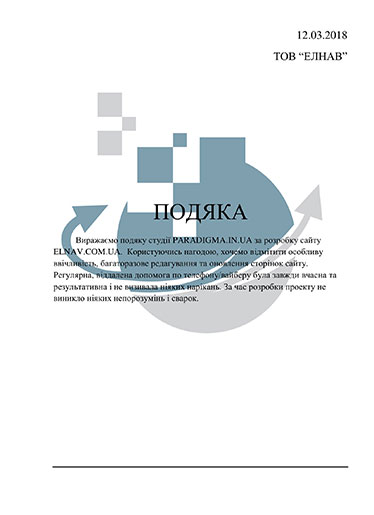 12.03.2018
ТОВ “ЕЛНАВ”
ПОДЯКА
Виражаємо подяку студії PARADIGMA.IN.UA за розробку сайту
ELNAV.COM.UA. Користуючись нагодою, хочемо відмітити особливу
ввічливість, багаторазове редагування та оновлення сторінок сайту.
Регулярна, віддалена допомога по телефону/вайберу була завжди вчасна та
результативна і не визивала ніяких нарікань. За час розробки проекту не
виникло ніяких непорозумінь і сварок.